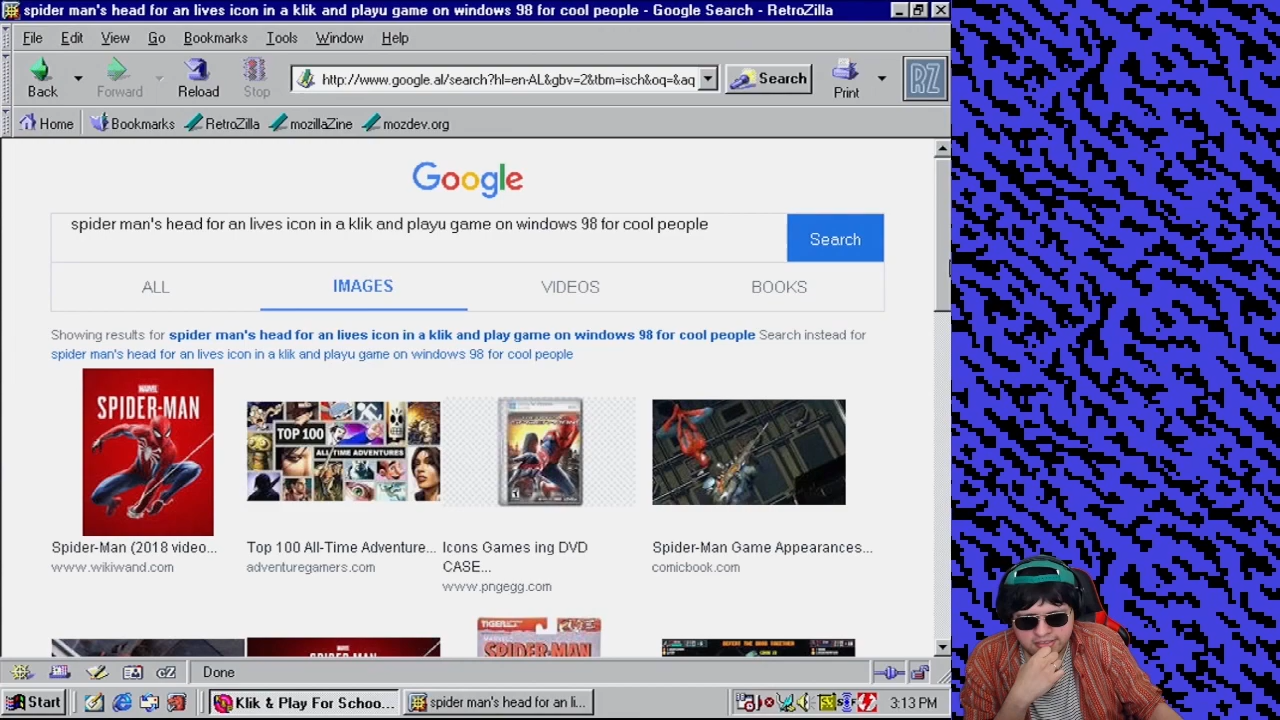 spider man's head for an lives icon in a klik and playu game on windows 98 for cool people - Google Search - RetroZilla
File Edit View Go Bookmarks Tools Window Help
Back Forward Reload Stop http://www.google.al/search?hl=en-AL&gbv=2&tbm=isch&oq=&aq Search Print RZ
Home Bookmarks RetroZilla mozillaZine mozdev.org
Google
spider man's head for an lives icon in a klik and playu game on windows 98 for cool people
Search
ALL IMAGES VIDEOS BOOKS
Showing results for spider man's head for an lives icon in a klik and play game on windows 98 for cool people Search instead for
spider man's head for an lives icon in a klik and playu game on windows 98 for cool people
MARVEL
SPIDER-MAN
TOP 100
ALL-TIME ADVENTURES
Spider-Man (2018 video...
www.wikiwand.com
Top 100 All-Time Adventure...
adventuregamers.com
Icons Games ing DVD
CASE...
www.pngegg.com
Spider-Man Game Appearances...
comicbook.com
TIGER
SPIDER-MAN
Done
Start Klik & Play For Schoo... spider man's head for an li... 3:13 PM